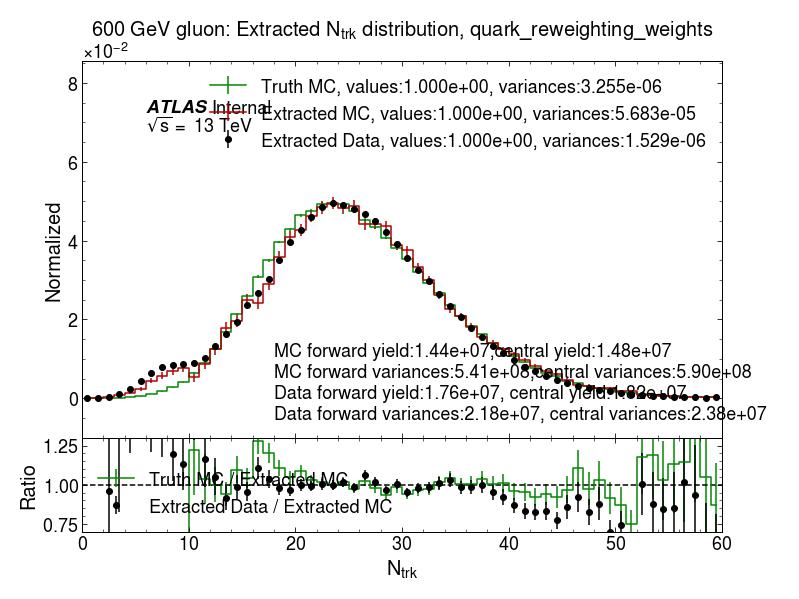 600 GeV gluon: Extracted N_trk distribution, quark_reweighting_weights
×10⁻²
Truth MC, values:1.000e+00, variances:3.255e-06
ATLAS Internal
Extracted MC, values:1.000e+00, variances:5.683e-05
√s = 13 TeV
Extracted Data, values:1.000e+00, variances:1.529e-06
8
6
4
2
0
Normalized
MC forward yield:1.44e+07,central yield:1.48e+07
MC forward variances:5.41e+08,central variances:5.90e+08
Data forward yield:1.76e+07, central yield:1.82e+07
Data forward variances:2.18e+07, central variances:2.38e+07
1.25
1.00
0.75
Ratio
Truth MC / Extracted MC
Extracted Data / Extracted MC
0 10 20 30 40 50 60
N_trk